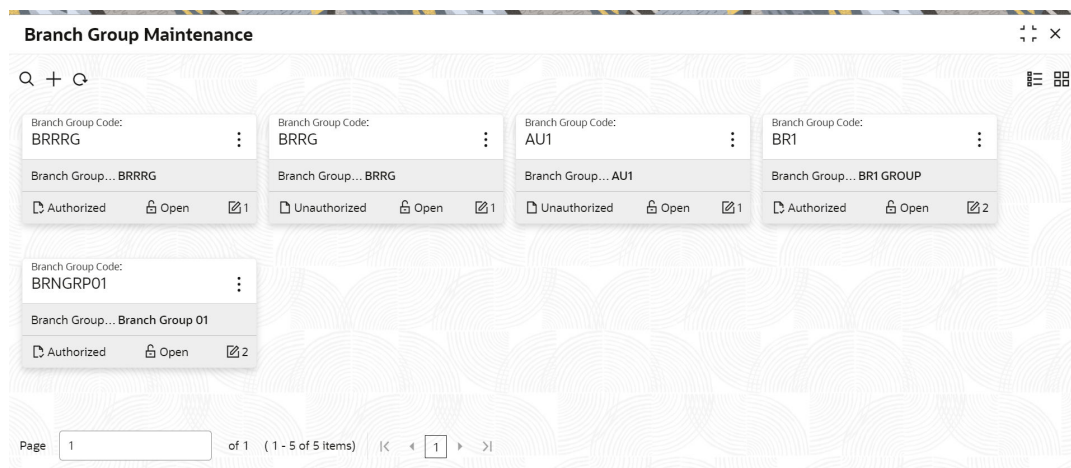 Branch Group Maintenance
Branch Group Code: Branch Group Code: Branch Group Code: Branch Group Code:
BRRRG BRRG AU1 BR1
Branch Group... BRRRG Branch Group... BRRG Branch Group... AU1 Branch Group... BR1 GROUP
Authorized Open 1 Unauthorized Open 1 Unauthorized Open 1 Authorized Open 2
Branch Group Code:
BRNGRP01
Branch Group... Branch Group 01
Authorized Open 2
Page 1 of 1 ( 1 - 5 of 5 items) 1